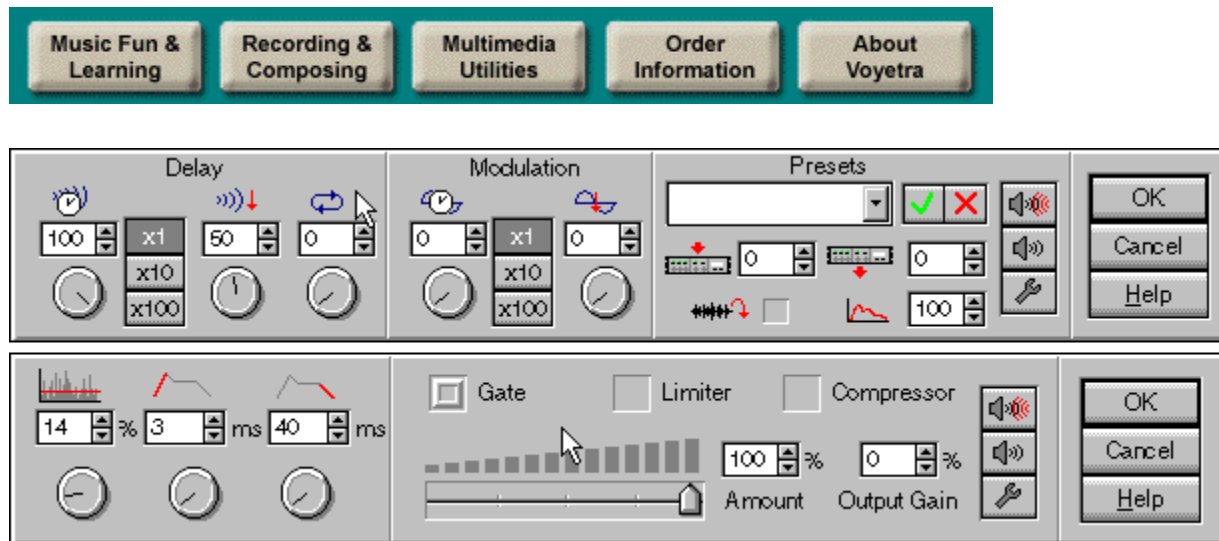 Music Fun & Learning
Recording & Composing
Multimedia Utilities
Order Information
About Voyetra
Delay
Modulation
Presets
100 x1 50 0
0 x1 0
x10
x100
x10
x100
0 0
100
OK
Cancel
Help
14 % 3 ms 40 ms
Gate Limiter Compressor
100 % 0 %
Amount Output Gain
OK
Cancel
Help